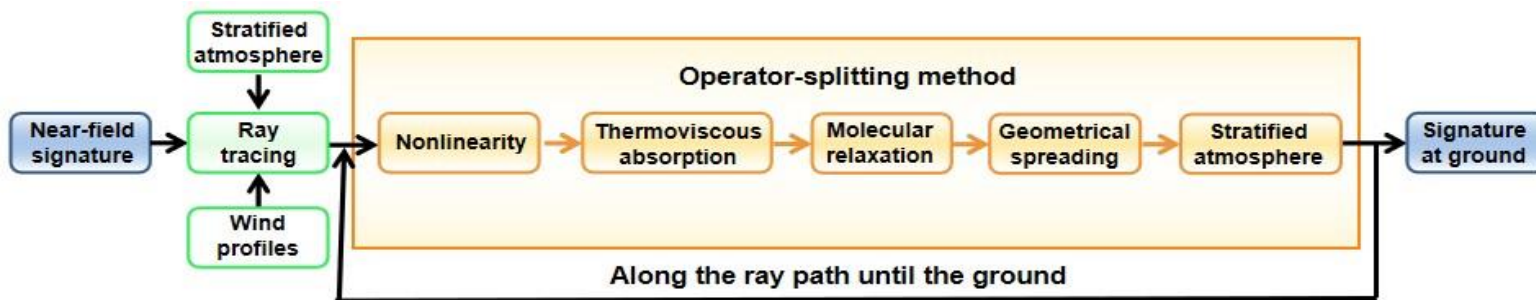 Stratified
atmosphere
Operator-splitting method
Near-field
signature
Ray
tracing
Nonlinearity
Thermoviscous
absorption
Molecular
relaxation
Geometrical
spreading
Stratified
atmosphere
Signature
at ground
Wind
profiles
Along the ray path until the ground